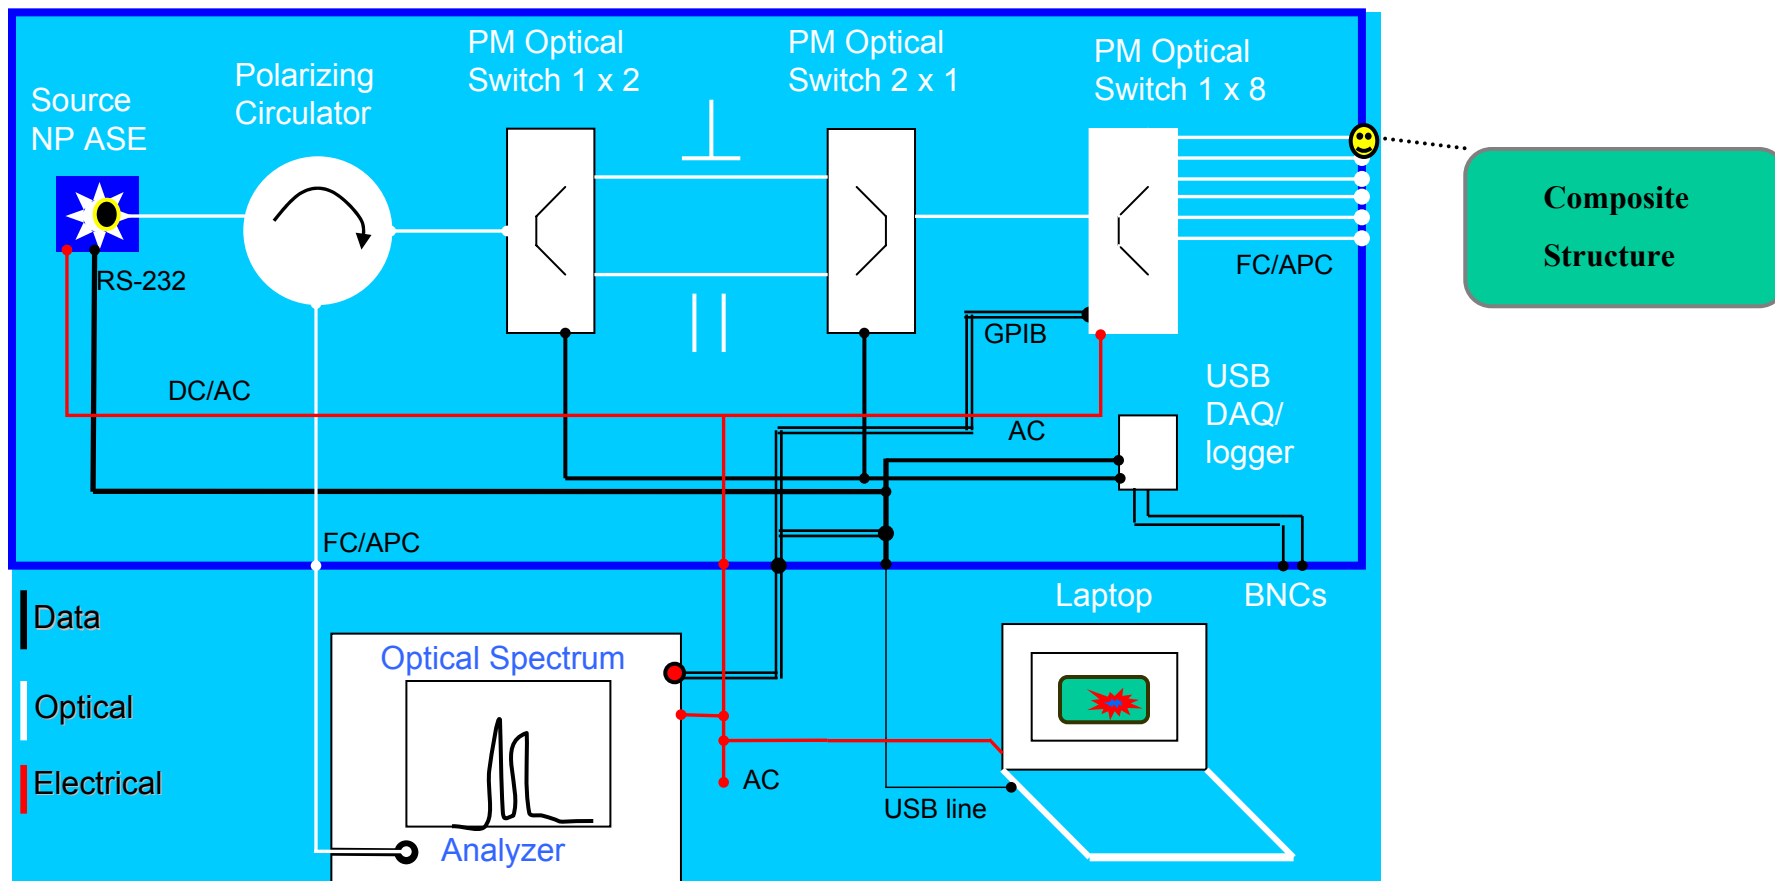 PM Optical
Switch 1 x 2
PM Optical
Switch 2 x 1
PM Optical
Switch 1 x 8
Polarizing
Circulator
Source
NP ASE
Composite
Structure
RS-232
FC/APC
GPIB
DC/AC
AC
USB
DAQ/
logger
FC/APC
Laptop
BNCs
Data
Optical
Electrical
Optical Spectrum
Analyzer
AC
USB line